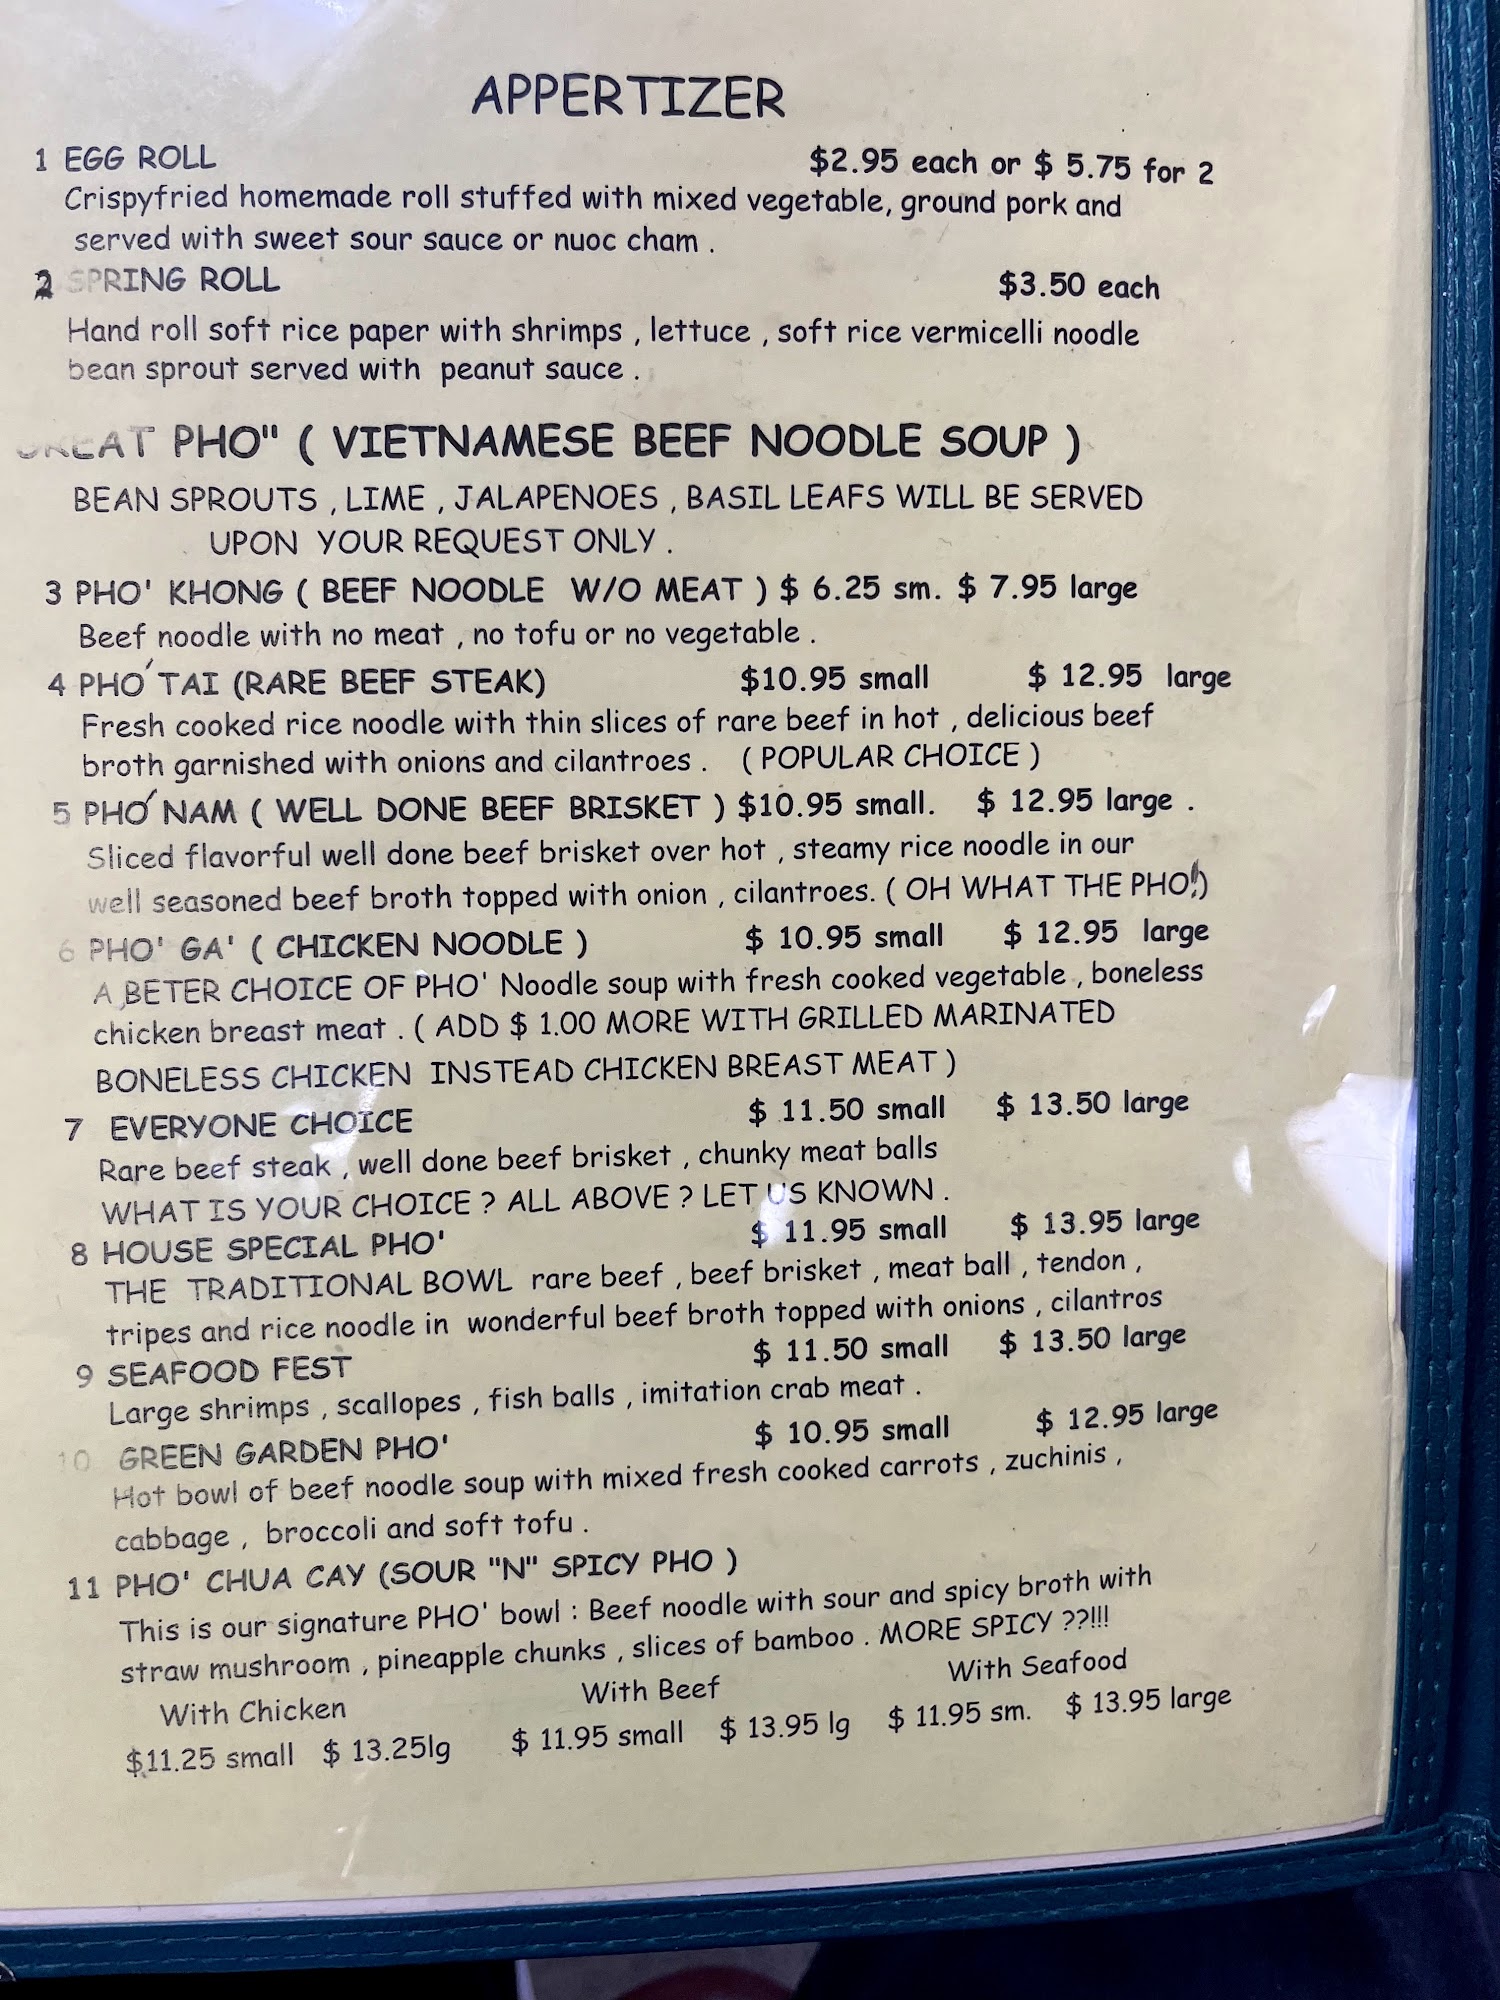 APPERTIZER
1 EGG ROLL $2.95 each or $ 5.75 for 2
Crispyfried homemade roll stuffed with mixed vegetable, ground pork and
served with sweet sour sauce or nuoc cham .
2 SPRING ROLL $3.50 each
Hand roll soft rice paper with shrimps , lettuce , soft rice vermicelli noodle
bean sprout served with peanut sauce .
GREAT PHO" ( VIETNAMESE BEEF NOODLE SOUP )
BEAN SPROUTS , LIME , JALAPENOES , BASIL LEAFS WILL BE SERVED
UPON YOUR REQUEST ONLY .
3 PHO' KHONG ( BEEF NOODLE W/O MEAT ) $ 6.25 sm. $ 7.95 large
Beef noodle with no meat , no tofu or no vegetable .
4 PHO' TAI (RARE BEEF STEAK) $10.95 small $ 12.95 large
Fresh cooked rice noodle with thin slices of rare beef in hot , delicious beef
broth garnished with onions and cilantroes . ( POPULAR CHOICE )
5 PHO' NAM ( WELL DONE BEEF BRISKET ) $10.95 small. $ 12.95 large .
Sliced flavorful well done beef brisket over hot , steamy rice noodle in our
well seasoned beef broth topped with onion , cilantroes. ( OH WHAT THE PHO!)
6 PHO' GA' ( CHICKEN NOODLE ) $ 10.95 small $ 12.95 large
A BETER CHOICE OF PHO' Noodle soup with fresh cooked vegetable , boneless
chicken breast meat . ( ADD $ 1.00 MORE WITH GRILLED MARINATED
BONELESS CHICKEN INSTEAD CHICKEN BREAST MEAT )
7 EVERYONE CHOICE $ 11.50 small $ 13.50 large
Rare beef steak , well done beef brisket , chunky meat balls
WHAT IS YOUR CHOICE ? ALL ABOVE ? LET US KNOWN .
8 HOUSE SPECIAL PHO' $ 11.95 small $ 13.95 large
THE TRADITIONAL BOWL rare beef , beef brisket , meat ball , tendon ,
tripes and rice noodle in wonderful beef broth topped with onions , cilantros
9 SEAFOOD FEST $ 11.50 small $ 13.50 large
Large shrimps , scallopes , fish balls , imitation crab meat .
10 GREEN GARDEN PHO' $ 10.95 small $ 12.95 large
Hot bowl of beef noodle soup with mixed fresh cooked carrots , zuchinis ,
cabbage , broccoli and soft tofu .
11 PHO' CHUA CAY (SOUR "N" SPICY PHO )
This is our signature PHO' bowl : Beef noodle with sour and spicy broth with
straw mushroom , pineapple chunks , slices of bamboo . MORE SPICY ??!!!
With Chicken With Beef With Seafood
$11.25 small $ 13.25lg $ 11.95 small $ 13.95 lg $ 11.95 sm. $ 13.95 large